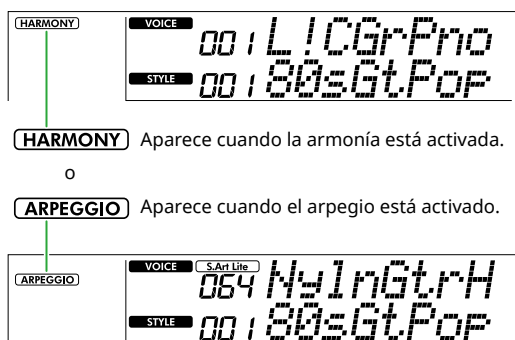 HARMONY VOICE 001 L!CGrPno
STYLE 001 80sGtPop
HARMONY Aparece cuando la armonía está activada.
o
ARPEGGIO Aparece cuando el arpegio está activado.
ARPEGGIO VOICE S.Art Lite 064 NylnGtrH
STYLE 001 80sGtPop